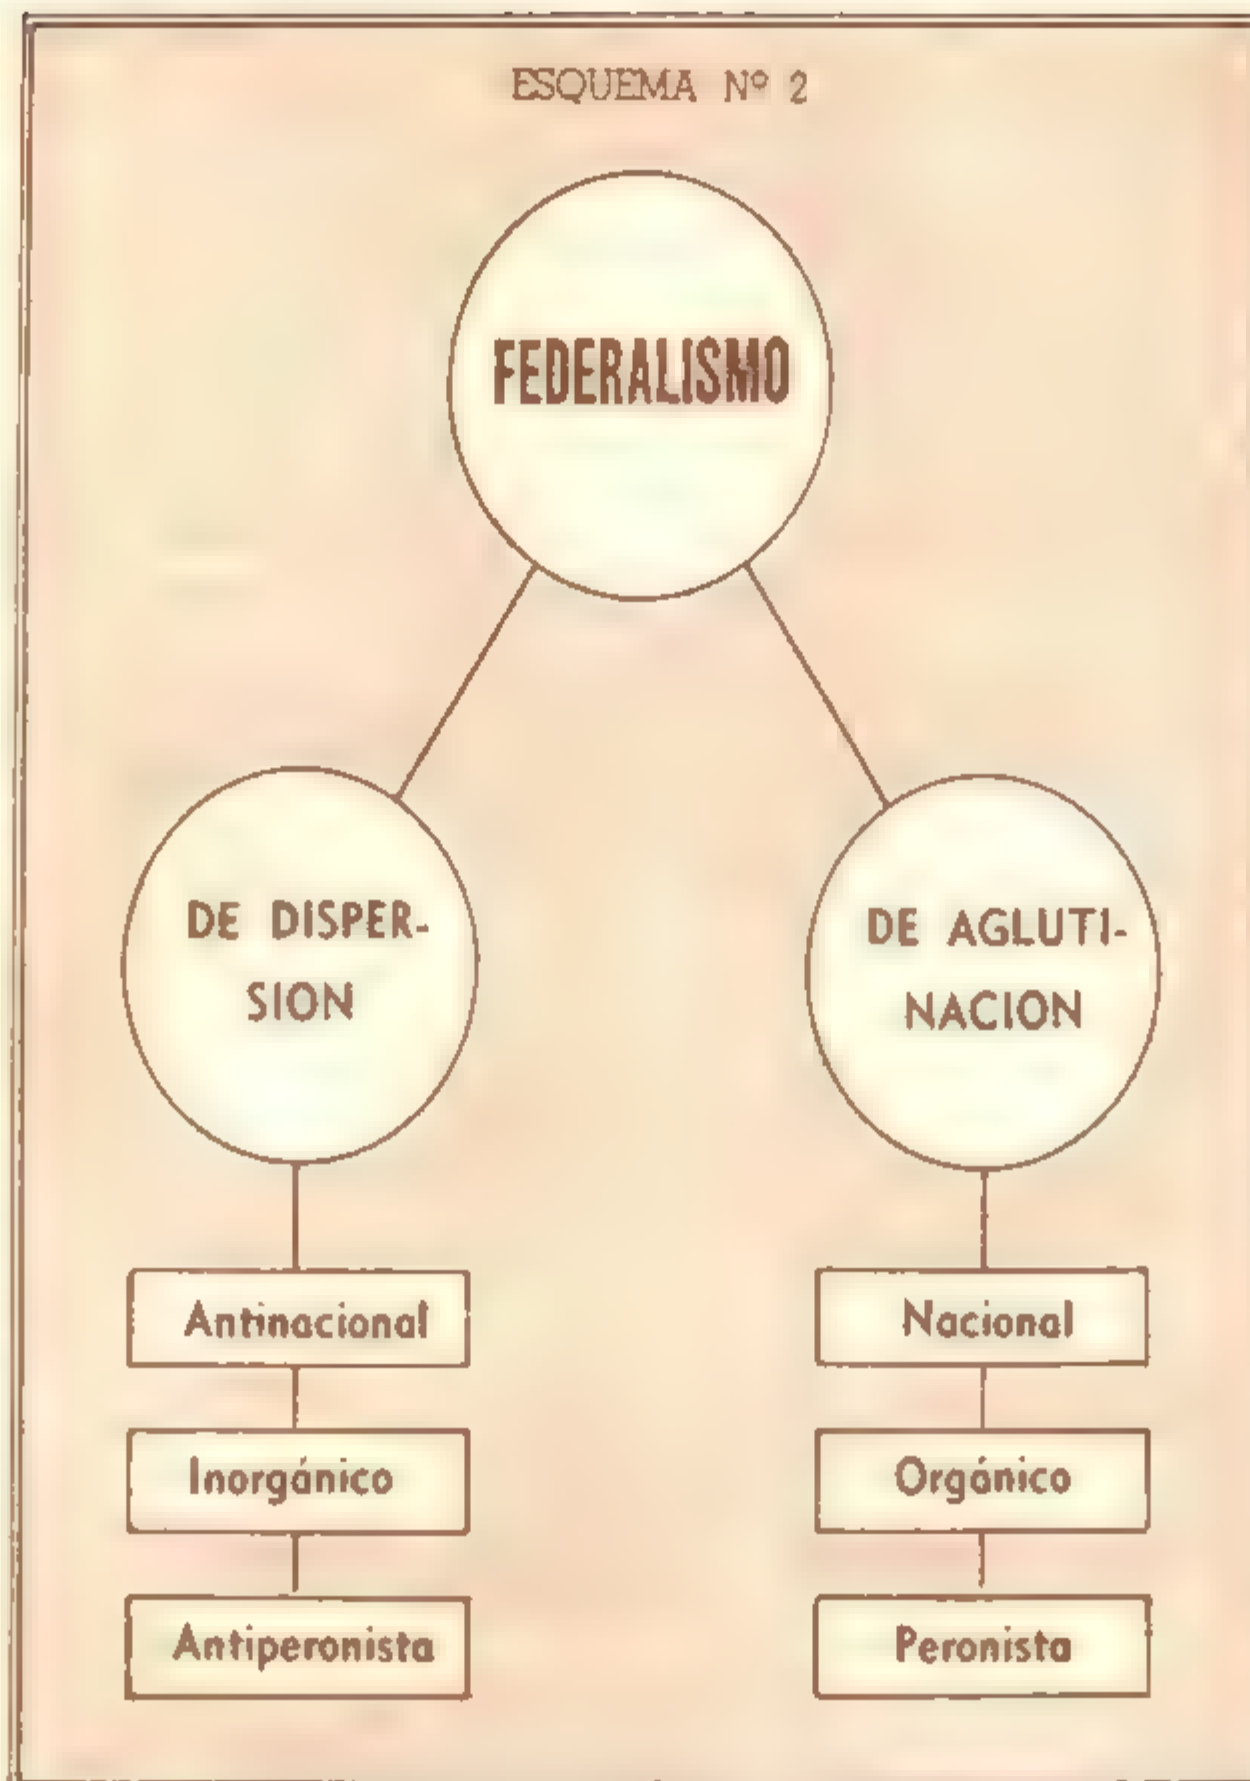 ESQUEMA Nº 2
FEDERALISMO
DE DISPER-
SION
DE AGLUTI-
NACION
Antinacional
Inorgánico
Antiperonista
Nacional
Orgánico
Peronista